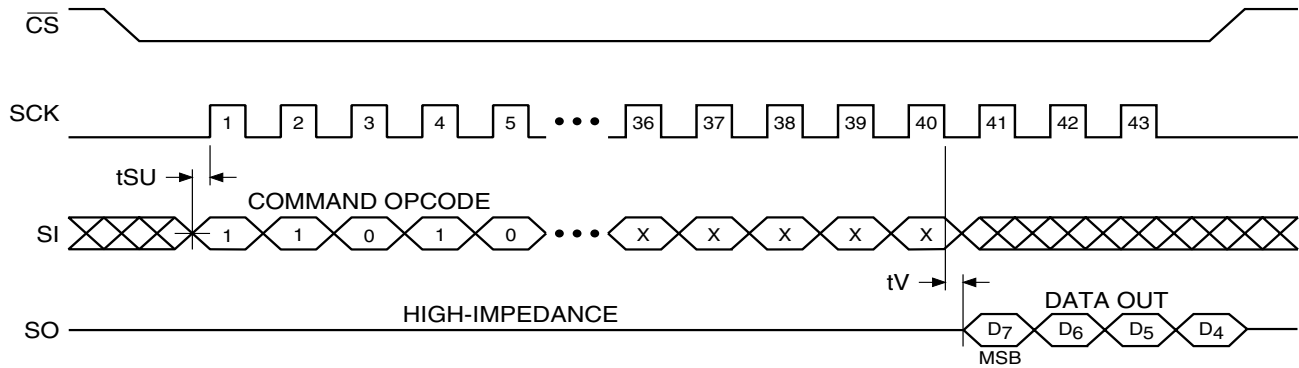 CS
SCK 1 2 3 4 5 ••• 36 37 38 39 40 41 42 43
tSU
COMMAND OPCODE
SI 1 1 0 1 0 ••• X X X X X
tV
HIGH-IMPEDANCE
DATA OUT
SO D7 D6 D5 D4
MSB